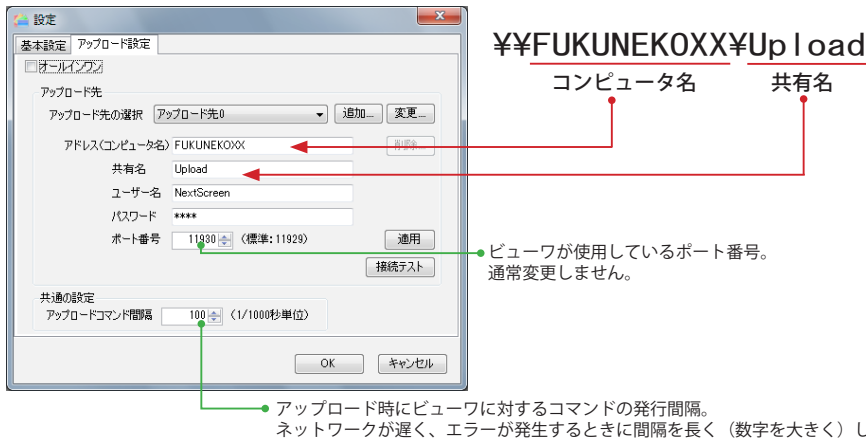 設定
基本設定 アップロード設定
オールインワン
アップロード先
アップロード先の選択 アップロード先0 追加... 変更...
アドレス(コンピュータ名) FUKUNEKOXX 削除...
共有名 Upload
ユーザー名 NextScreen
パスワード ****
ポート番号 11930 (標準:11929) 適用
接続テスト
共通の設定
アップロードコマンド間隔 100 (1/1000秒単位)
OK キャンセル
¥¥FUKUNEKOXX¥Upload
コンピュータ名 共有名
ビューワが使用しているポート番号。
通常変更しません。
アップロード時にビューワに対するコマンドの発行間隔。
ネットワークが遅く、エラーが発生するときに間隔を長く（数字を大きく）し